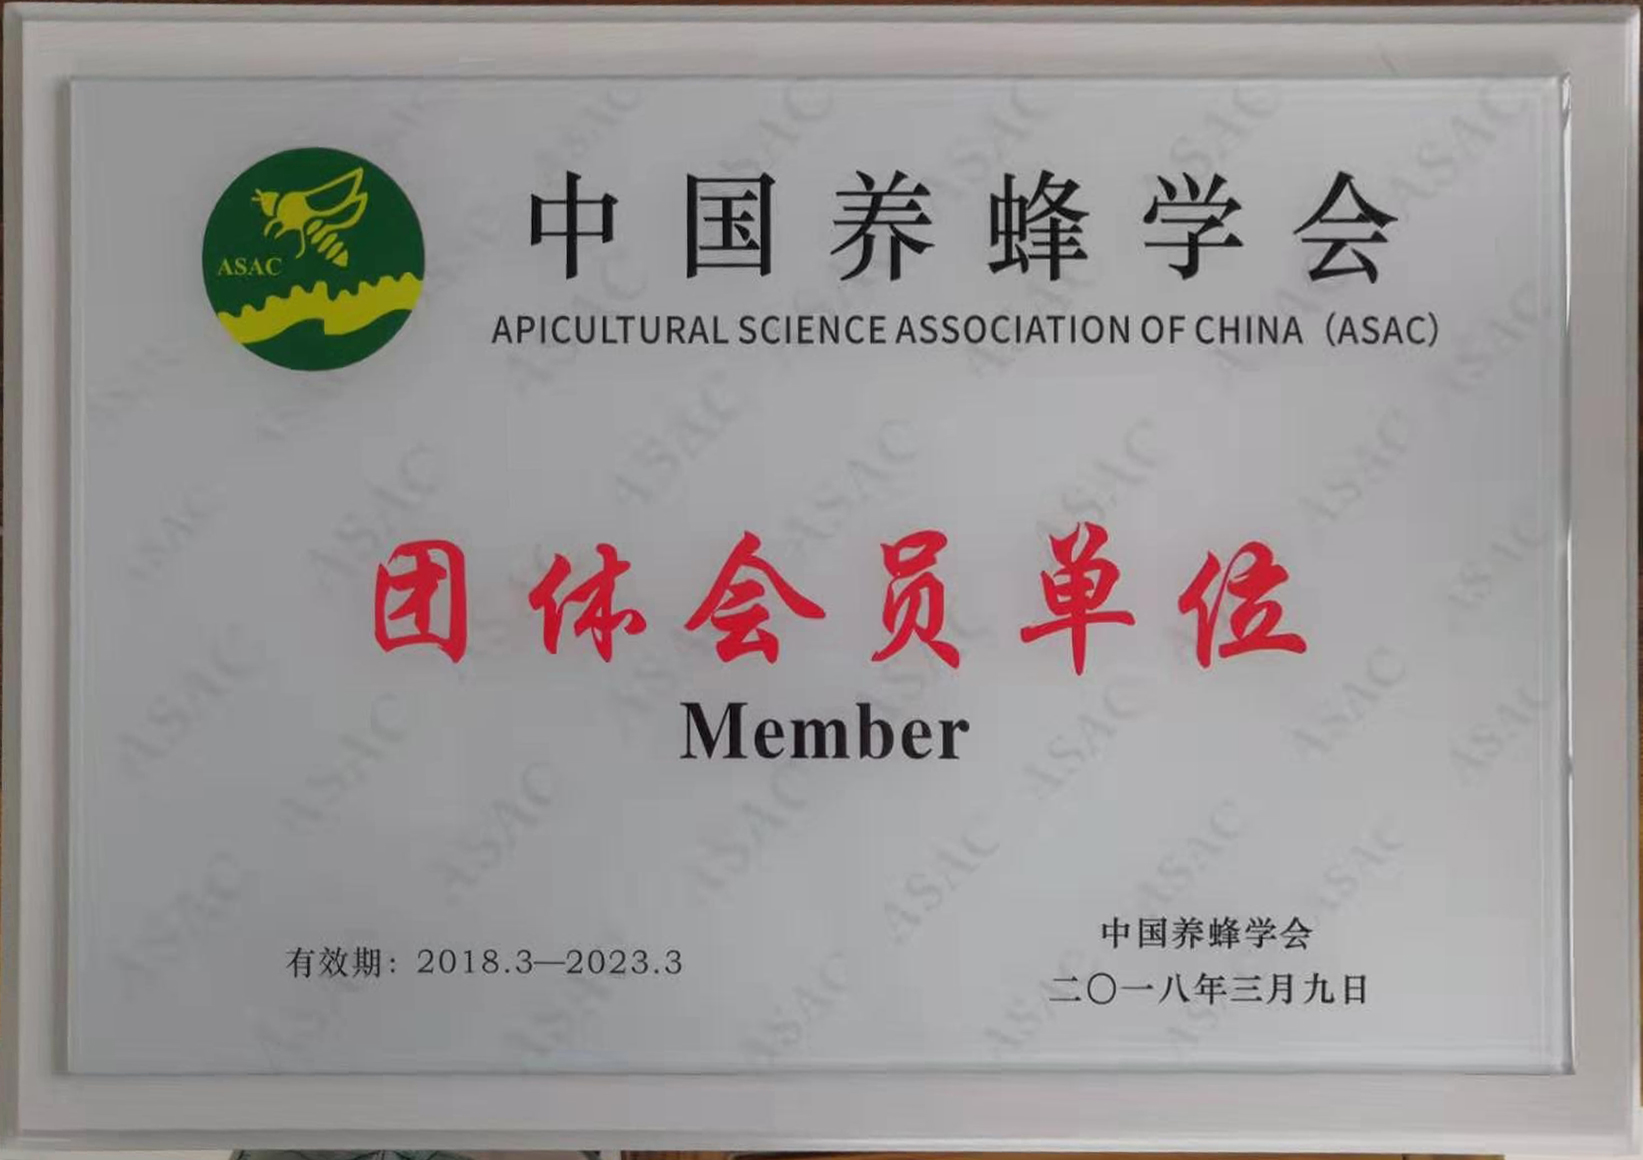 ASAC
中国养蜂学会
APICULTURAL SCIENCE ASSOCIATION OF CHINA（ASAC）
团体会员单位
Member
有效期：2018.3—2023.3
中国养蜂学会
二〇一八年三月九日